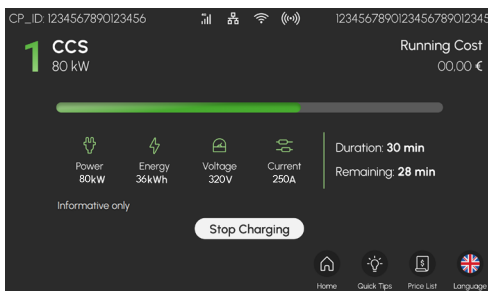 CP_ID: 1234567890123456
1234567890123456789012345
1 CCS
80 kW
Running Cost
00,00 €
Power
80kW
Energy
36kWh
Voltage
320V
Current
250A
Duration: 30 min
Remaining: 28 min
Informative only
Stop Charging
Home
Quick Tips
Price List
Language